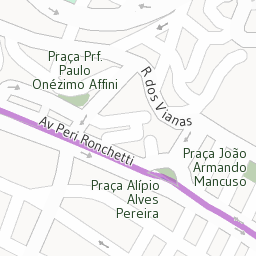 Praça Prf.
Paulo
Onézimo Affini
R dos Vianas
Av Peri Ronchetti
Praça João
Armando
Mancuso
Praça Alípio
Alves
Pereira